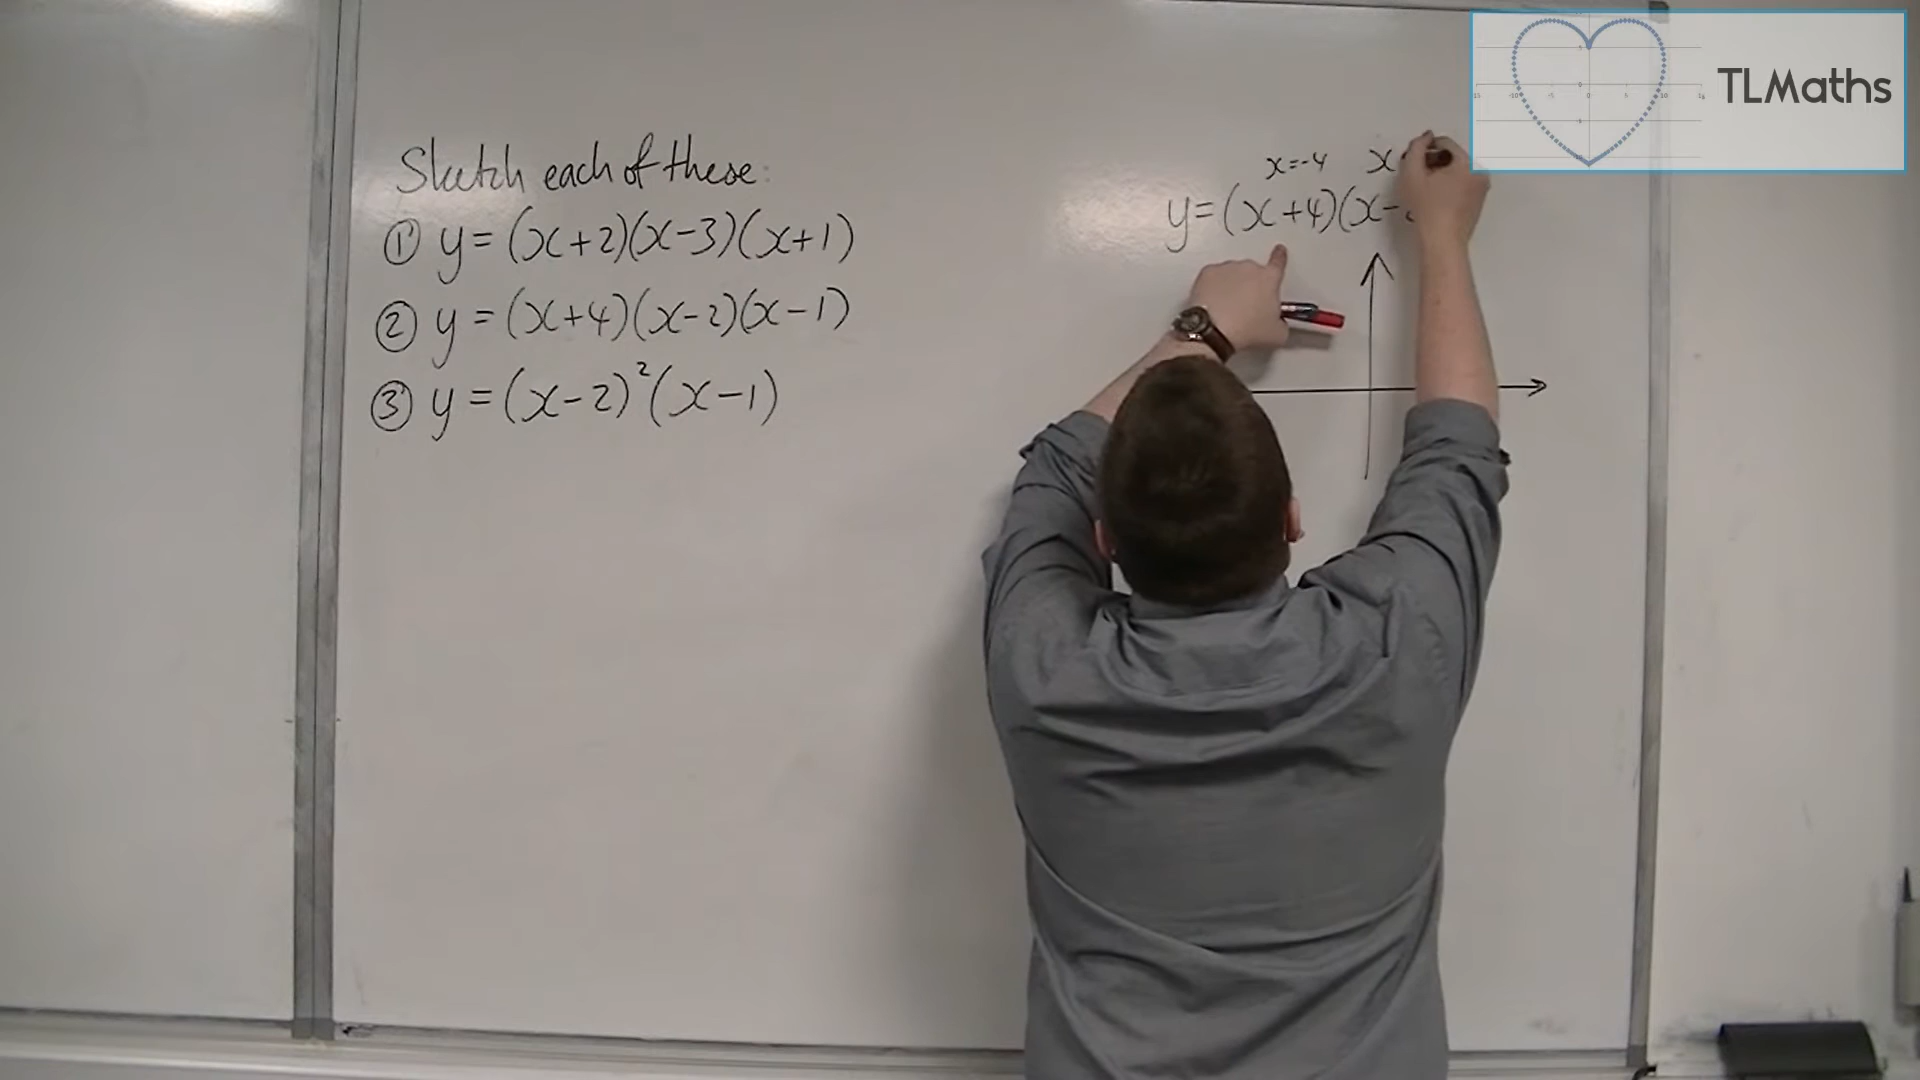 Sketch each of these:
① y = (x+2)(x-3)(x+1)
② y = (x+4)(x-2)(x-1)
③ y = (x-2)²(x-1)
x=-4 x
y=(x+4)(x-
TLMaths